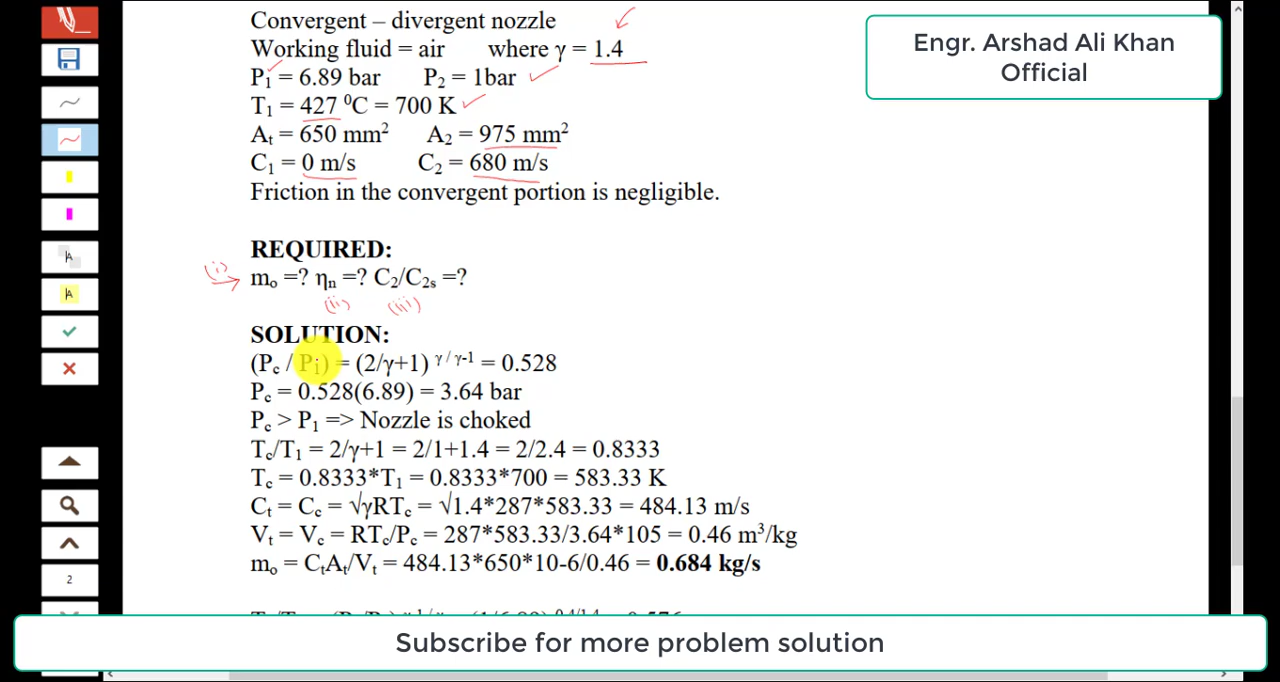 Convergent – divergent nozzle
Working fluid = air where γ = 1.4
P1 = 6.89 bar P2 = 1bar
T1 = 427 ⁰C = 700 K
At = 650 mm² A2 = 975 mm²
C1 = 0 m/s C2 = 680 m/s
Friction in the convergent portion is negligible.
REQUIRED:
(i)
mo =? ηn =? C2/C2s =?
(ii) (iii)
SOLUTION:
(Pc / Pi) = (2/γ+1) γ / γ-1 = 0.528
Pc = 0.528(6.89) = 3.64 bar
Pc > P1 => Nozzle is choked
Tc/T1 = 2/γ+1 = 2/1+1.4 = 2/2.4 = 0.8333
Tc = 0.8333*T1 = 0.8333*700 = 583.33 K
Ct = Cc = √γRTc = √1.4*287*583.33 = 484.13 m/s
Vt = Vc = RTc/Pc = 287*583.33/3.64*105 = 0.46 m³/kg
mo = CtAt/Vt = 484.13*650*10-6/0.46 = 0.684 kg/s
Engr. Arshad Ali Khan
Official
A
A
2
Subscribe for more problem solution